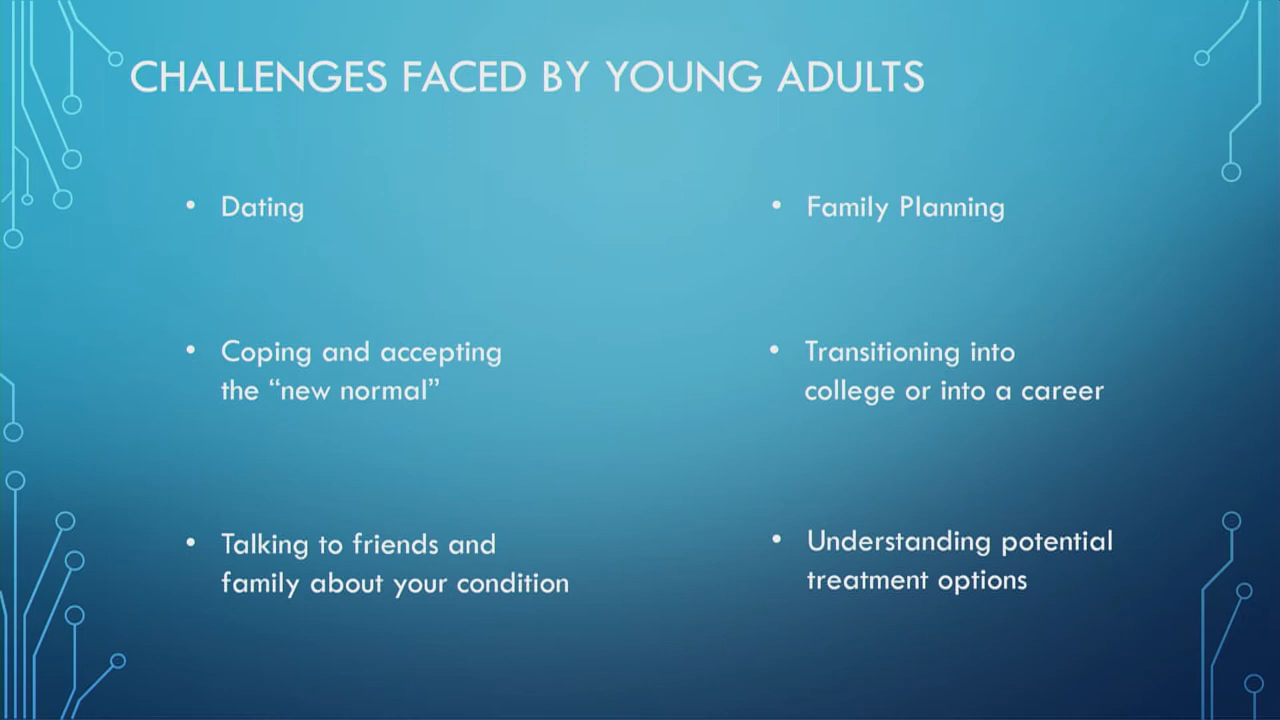 CHALLENGES FACED BY YOUNG ADULTS
• Dating
• Coping and accepting
the “new normal”
• Talking to friends and
family about your condition
• Family Planning
• Transitioning into
college or into a career
• Understanding potential
treatment options